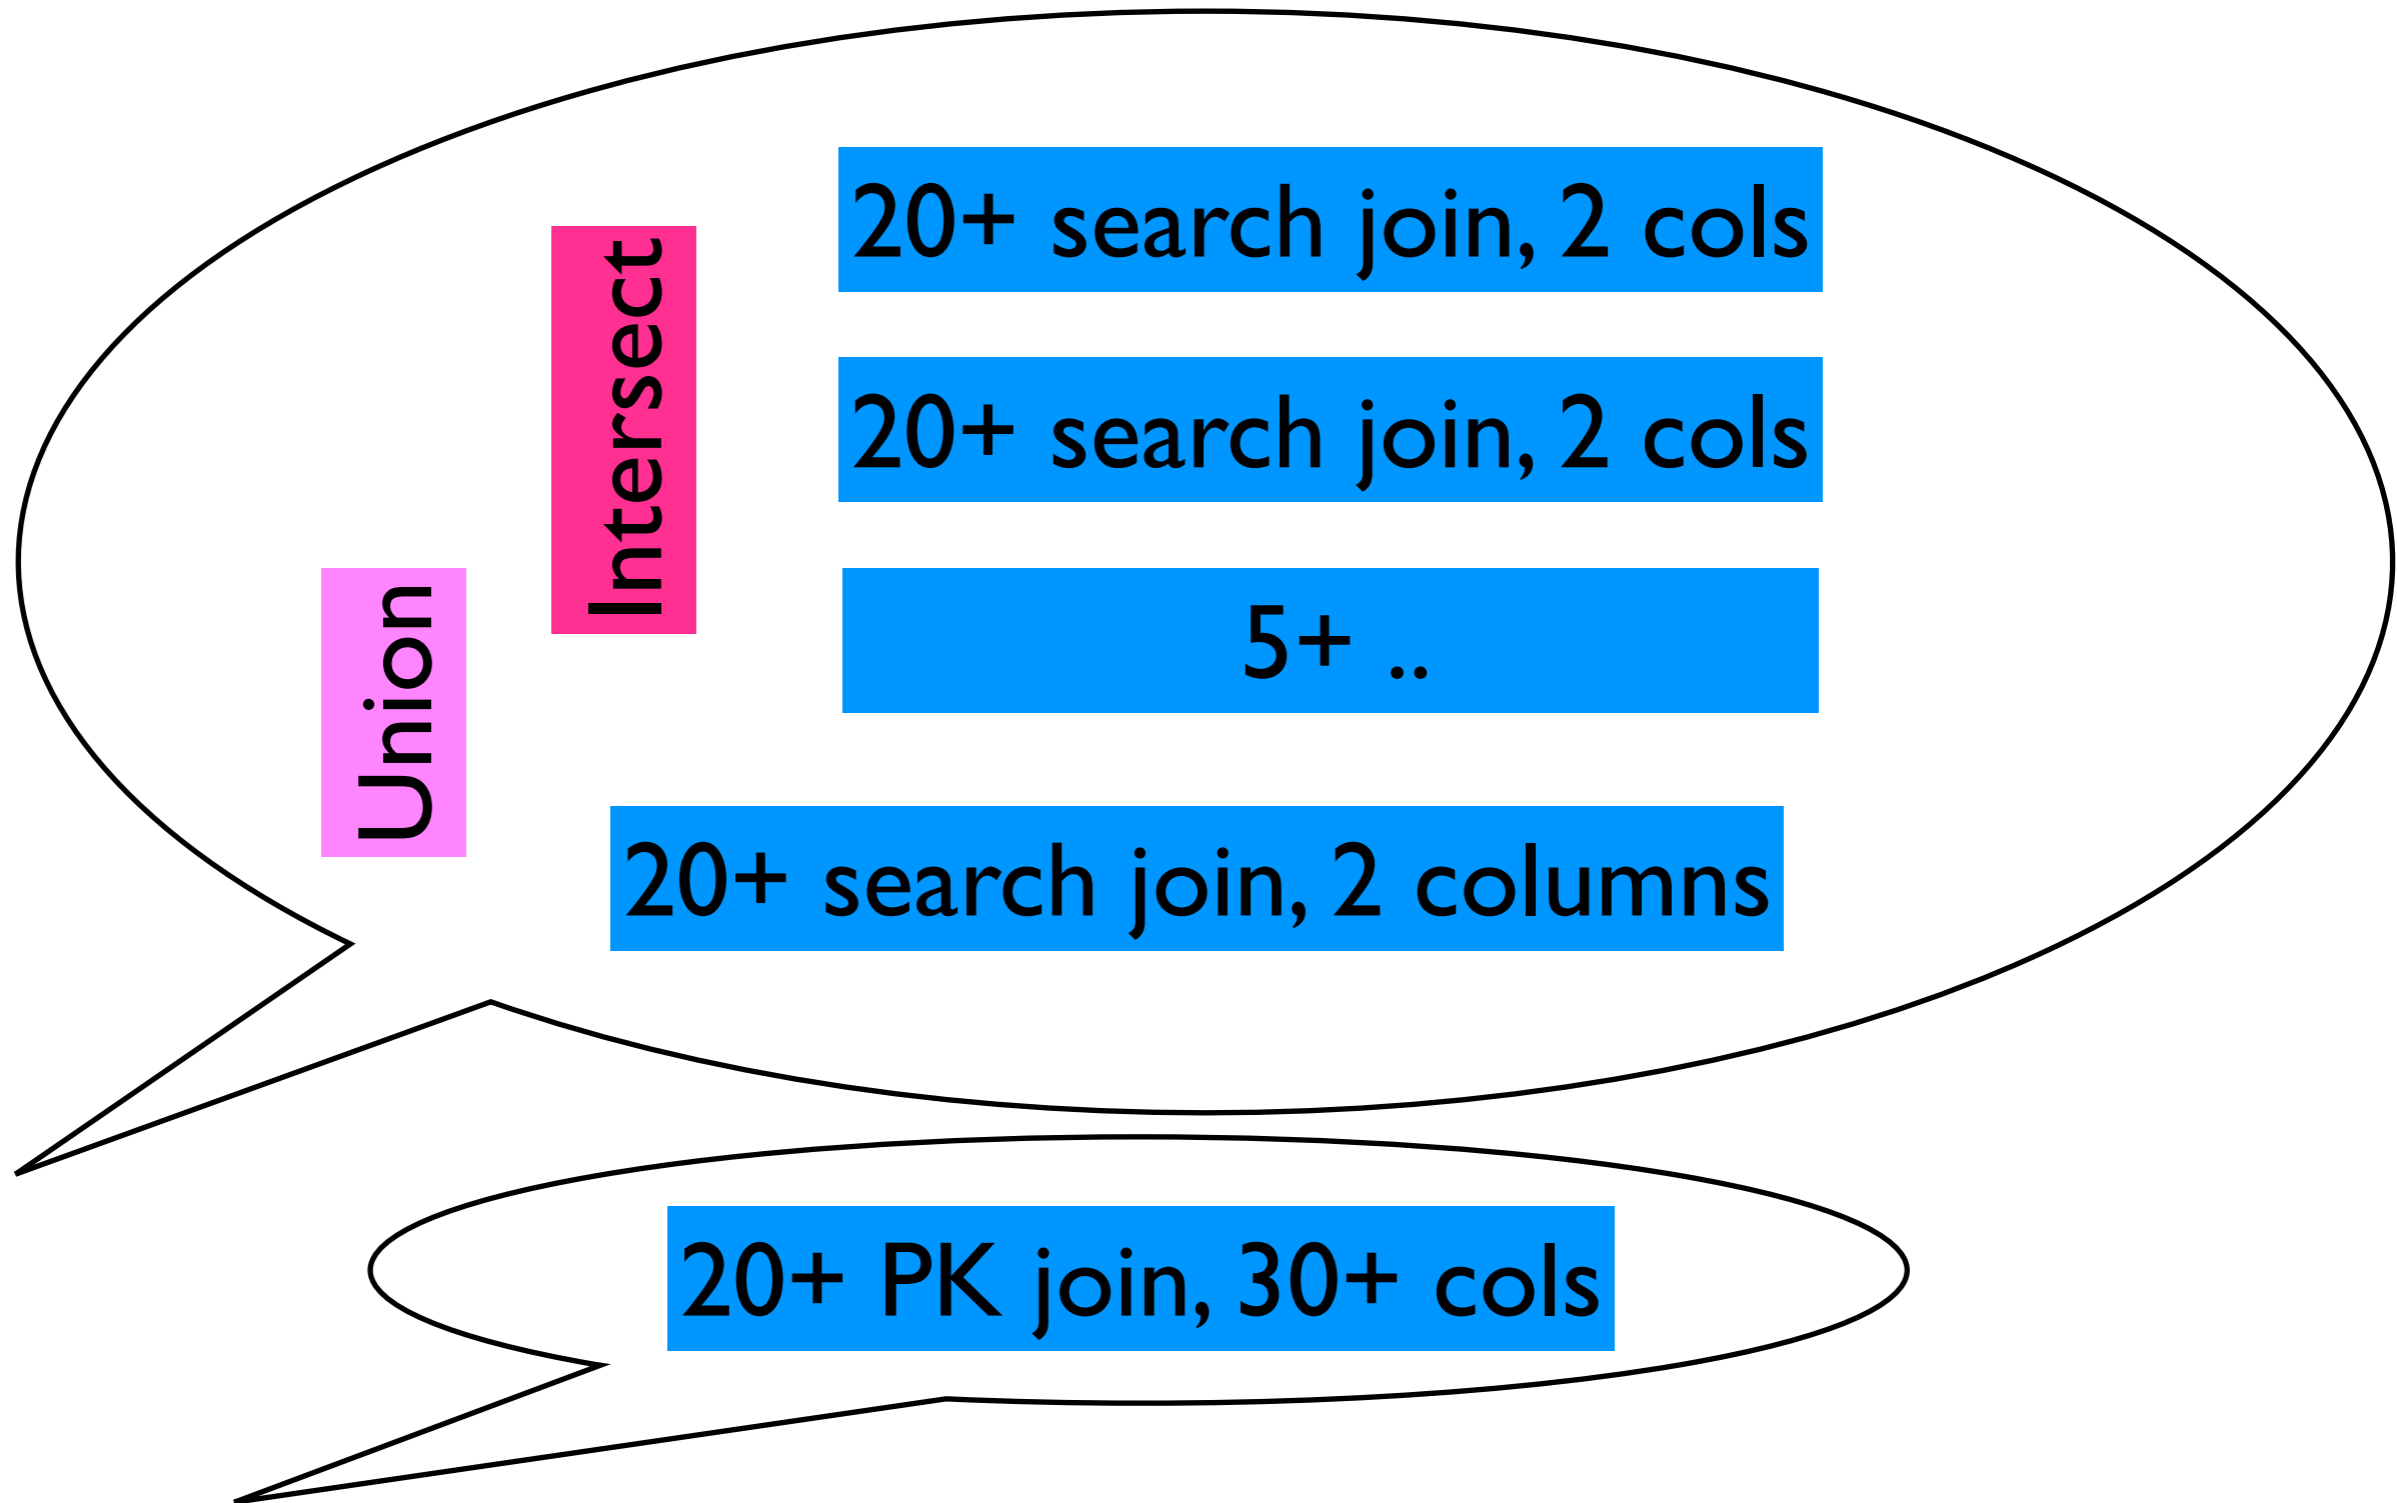 20+ search join, 2 cols
Intersect
20+ search join, 2 cols
5+ ..
Union
20+ search join, 2 columns
20+ PK join, 30+ cols